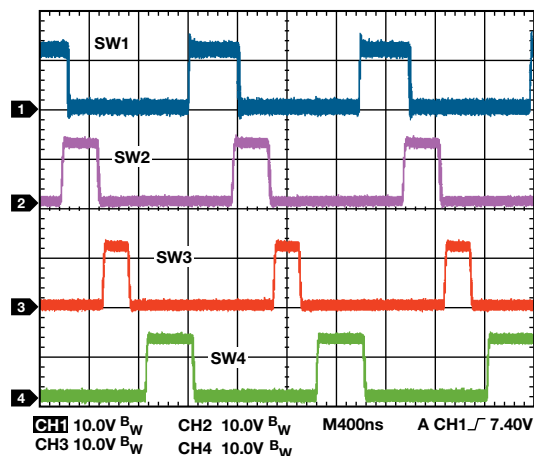 SW1
1
SW2
2
SW3
3
SW4
4
CH1 10.0V BW CH2 10.0V BW M400ns A CH1 ⎍ 7.40V
CH3 10.0V BW CH4 10.0V BW